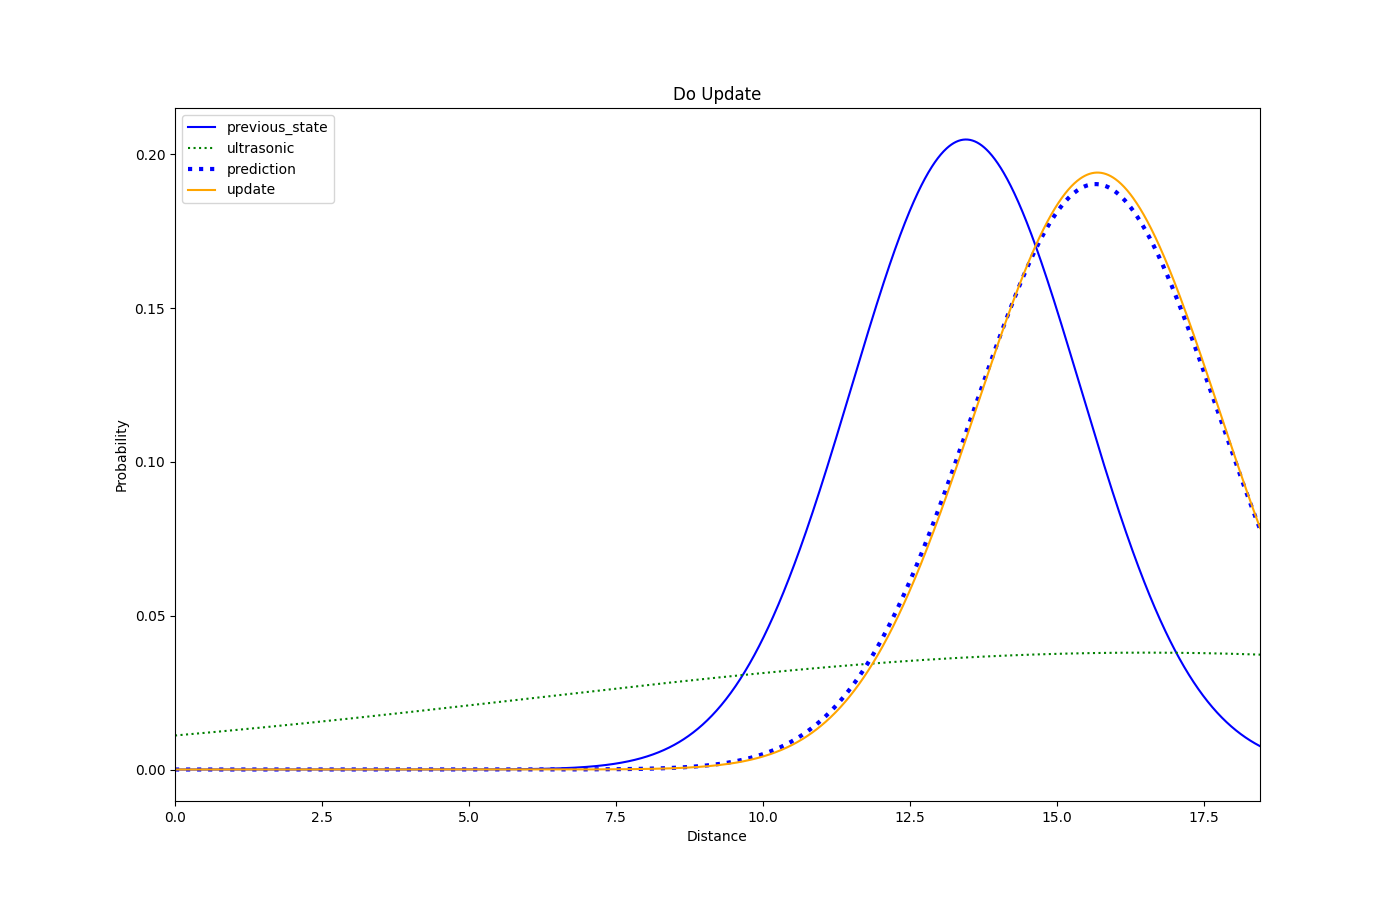 Do Update
previous_state
ultrasonic
prediction
update
0.20
0.15
0.10
0.05
0.00
Probability
0.0 2.5 5.0 7.5 10.0 12.5 15.0 17.5
Distance